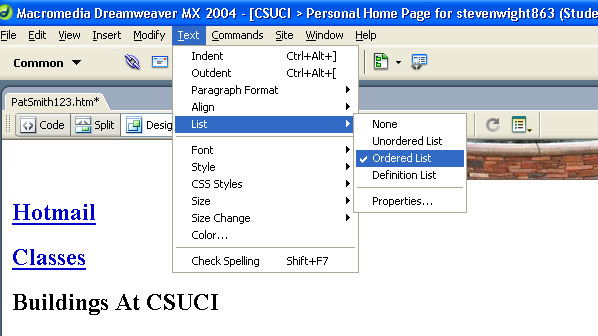 Macromedia Dreamweaver MX 2004 - [CSUCI > Personal Home Page for stevenwight863 (Stude
File Edit View Insert Modify Text Commands Site Window Help
Common
PatSmith123.htm*
Code Split Desig
Indent Ctrl+Alt+]
Outdent Ctrl+Alt+[
Paragraph Format
Align
List
Font
Style
CSS Styles
Size
Size Change
Color...
Check Spelling Shift+F7
None
Unordered List
Ordered List
Definition List
Properties...
Hotmail
Classes
Buildings At CSUCI